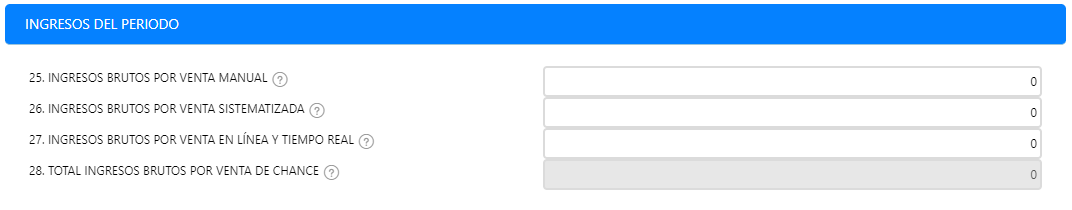 INGRESOS DEL PERIODO
25. INGRESOS BRUTOS POR VENTA MANUAL ? 0
26. INGRESOS BRUTOS POR VENTA SISTEMATIZADA ? 0
27. INGRESOS BRUTOS POR VENTA EN LÍNEA Y TIEMPO REAL ? 0
28. TOTAL INGRESOS BRUTOS POR VENTA DE CHANCE ? 0